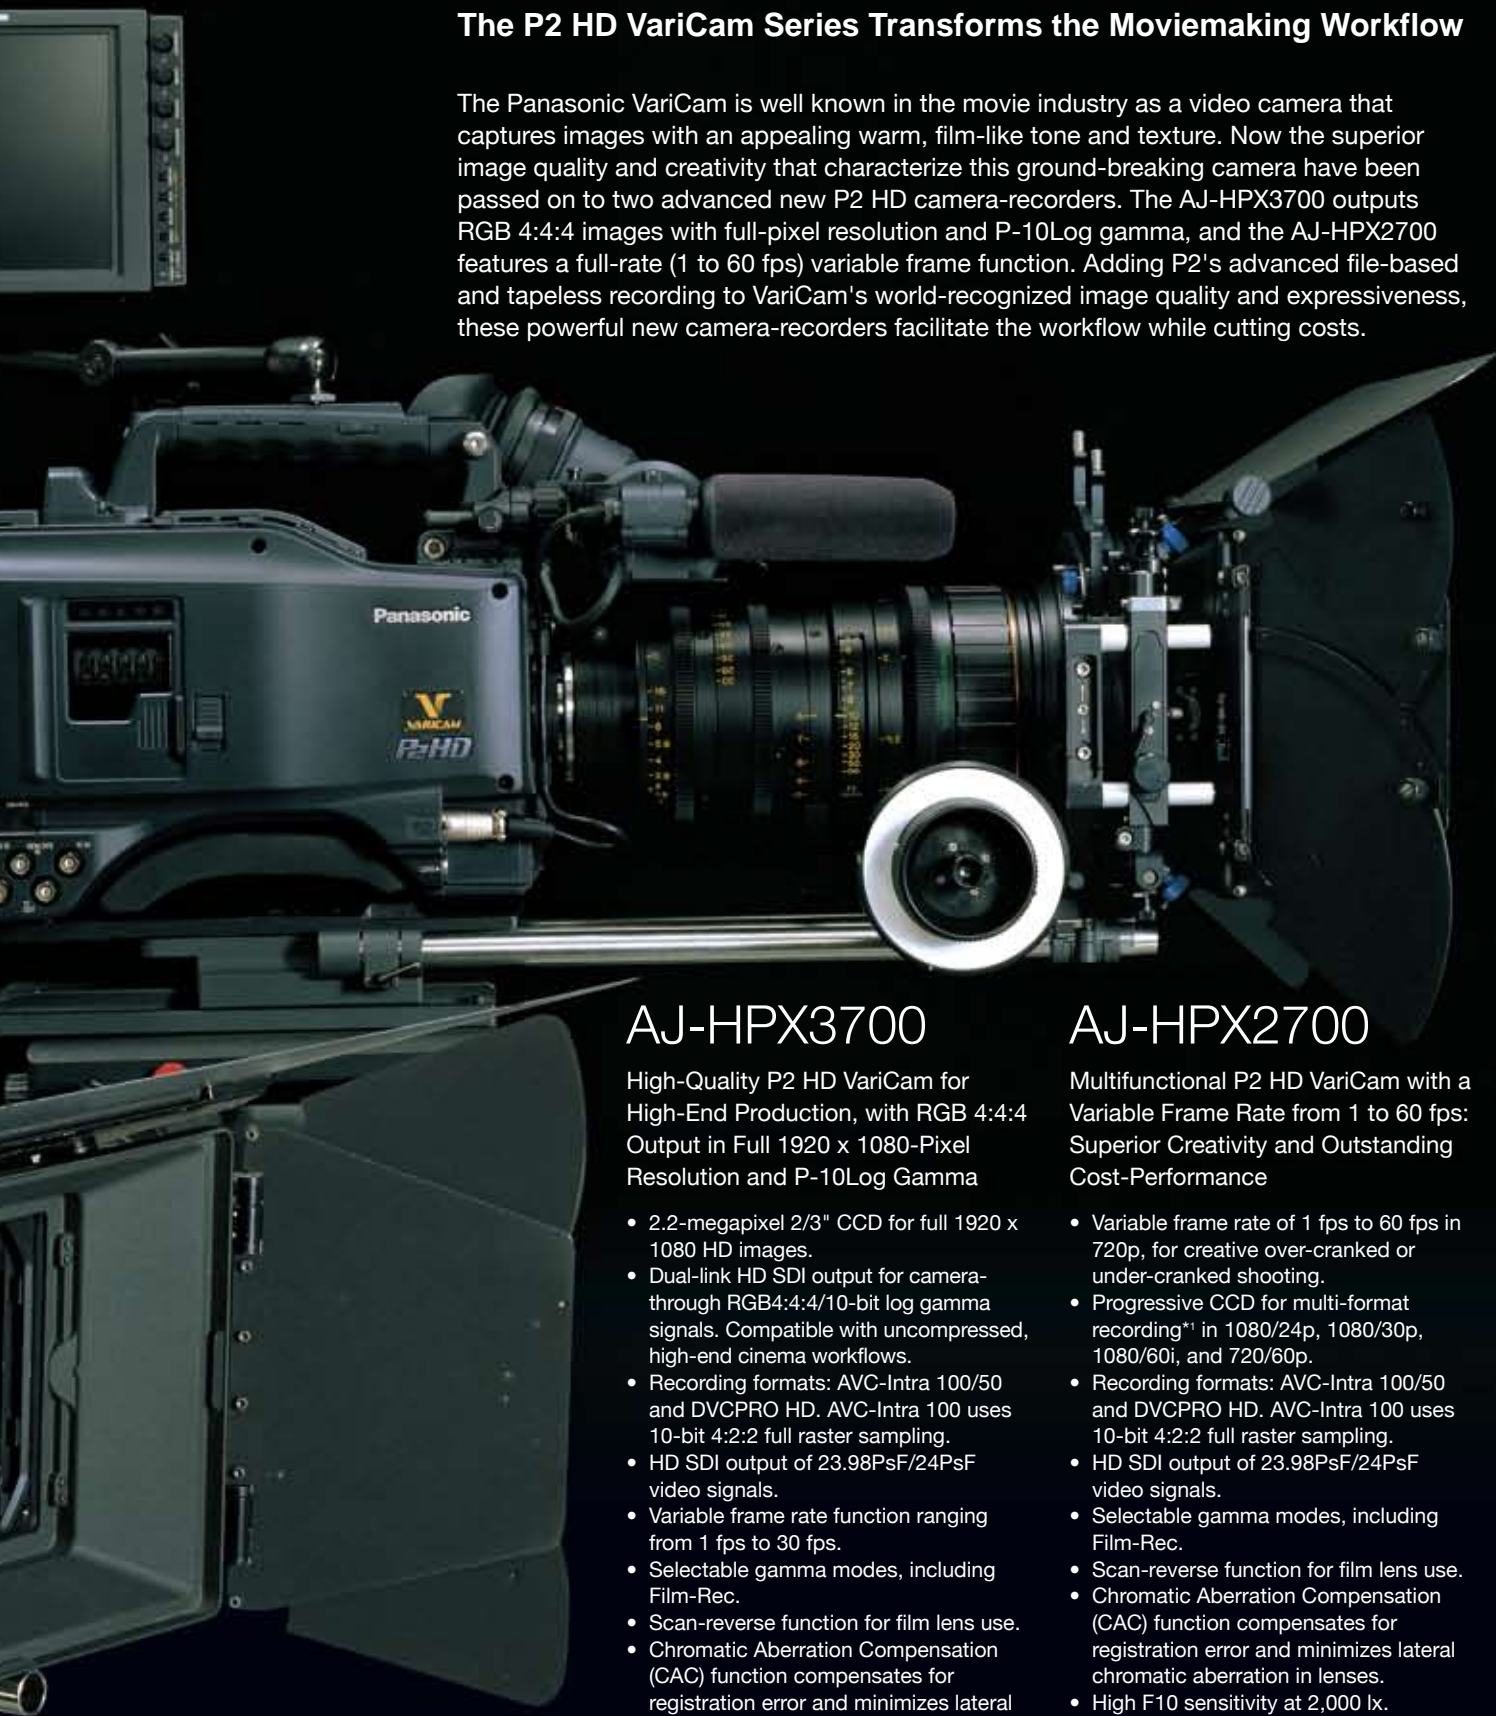 The P2 HD VariCam Series Transforms the Moviemaking Workflow
The Panasonic VariCam is well known in the movie industry as a video camera that
captures images with an appealing warm, film-like tone and texture. Now the superior
image quality and creativity that characterize this ground-breaking camera have been
passed on to two advanced new P2 HD camera-recorders. The AJ-HPX3700 outputs
RGB 4:4:4 images with full-pixel resolution and P-10Log gamma, and the AJ-HPX2700
features a full-rate (1 to 60 fps) variable frame function. Adding P2's advanced file-based
and tapeless recording to VariCam's world-recognized image quality and expressiveness,
these powerful new camera-recorders facilitate the workflow while cutting costs.
Panasonic
V
VARICAM
P2HD
AJ-HPX3700
High-Quality P2 HD VariCam for
High-End Production, with RGB 4:4:4
Output in Full 1920 x 1080-Pixel
Resolution and P-10Log Gamma
• 2.2-megapixel 2/3" CCD for full 1920 x
1080 HD images.
• Dual-link HD SDI output for camera-
through RGB4:4:4/10-bit log gamma
signals. Compatible with uncompressed,
high-end cinema workflows.
• Recording formats: AVC-Intra 100/50
and DVCPRO HD. AVC-Intra 100 uses
10-bit 4:2:2 full raster sampling.
• HD SDI output of 23.98PsF/24PsF
video signals.
• Variable frame rate function ranging
from 1 fps to 30 fps.
• Selectable gamma modes, including
Film-Rec.
• Scan-reverse function for film lens use.
• Chromatic Aberration Compensation
(CAC) function compensates for
registration error and minimizes lateral
AJ-HPX2700
Multifunctional P2 HD VariCam with a
Variable Frame Rate from 1 to 60 fps:
Superior Creativity and Outstanding
Cost-Performance
• Variable frame rate of 1 fps to 60 fps in
720p, for creative over-cranked or
under-cranked shooting.
• Progressive CCD for multi-format
recording*1 in 1080/24p, 1080/30p,
1080/60i, and 720/60p.
• Recording formats: AVC-Intra 100/50
and DVCPRO HD. AVC-Intra 100 uses
10-bit 4:2:2 full raster sampling.
• HD SDI output of 23.98PsF/24PsF
video signals.
• Selectable gamma modes, including
Film-Rec.
• Scan-reverse function for film lens use.
• Chromatic Aberration Compensation
(CAC) function compensates for
registration error and minimizes lateral
chromatic aberration in lenses.
• High F10 sensitivity at 2,000 lx.